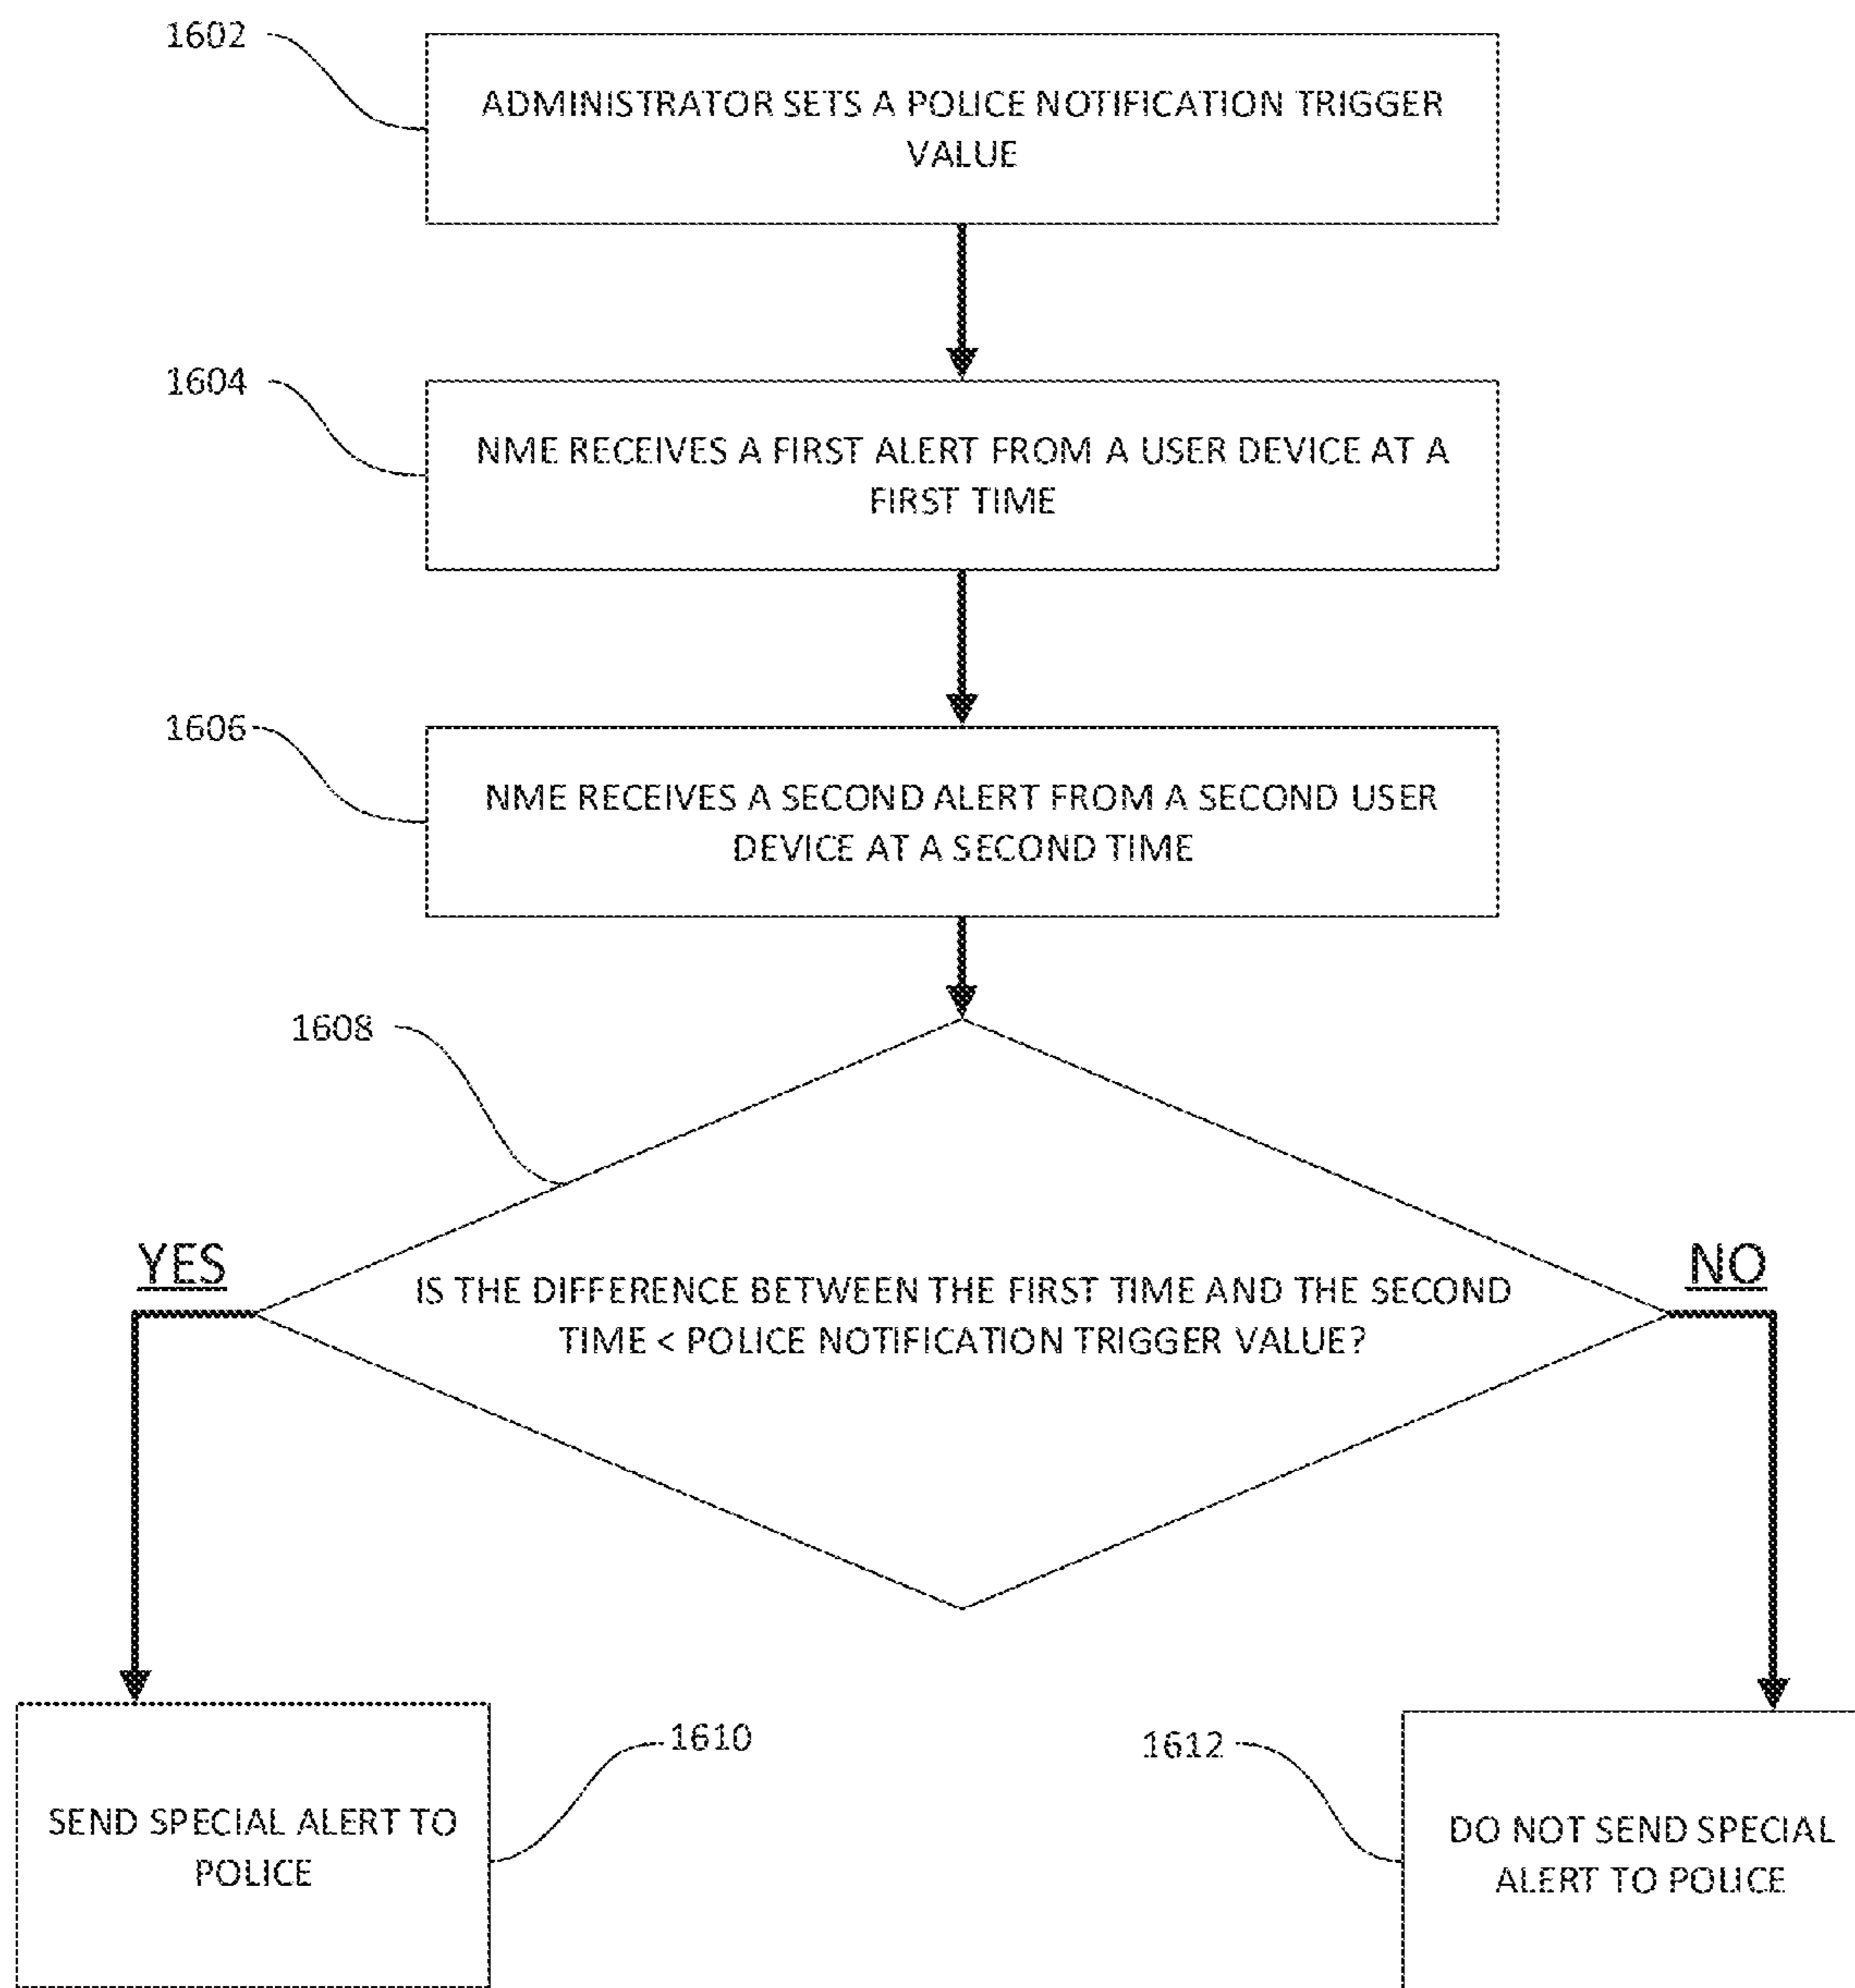 1602
ADMINISTRATOR SETS A POLICE NOTIFICATION TRIGGER
VALUE
1604
NME RECEIVES A FIRST ALERT FROM A USER DEVICE AT A
FIRST TIME
1606
NME RECEIVES A SECOND ALERT FROM A SECOND USER
DEVICE AT A SECOND TIME
1608
YES
NO
IS THE DIFFERENCE BETWEEN THE FIRST TIME AND THE SECOND
TIME < POLICE NOTIFICATION TRIGGER VALUE?
1610
SEND SPECIAL ALERT TO
POLICE
1612
DO NOT SEND SPECIAL
ALERT TO POLICE